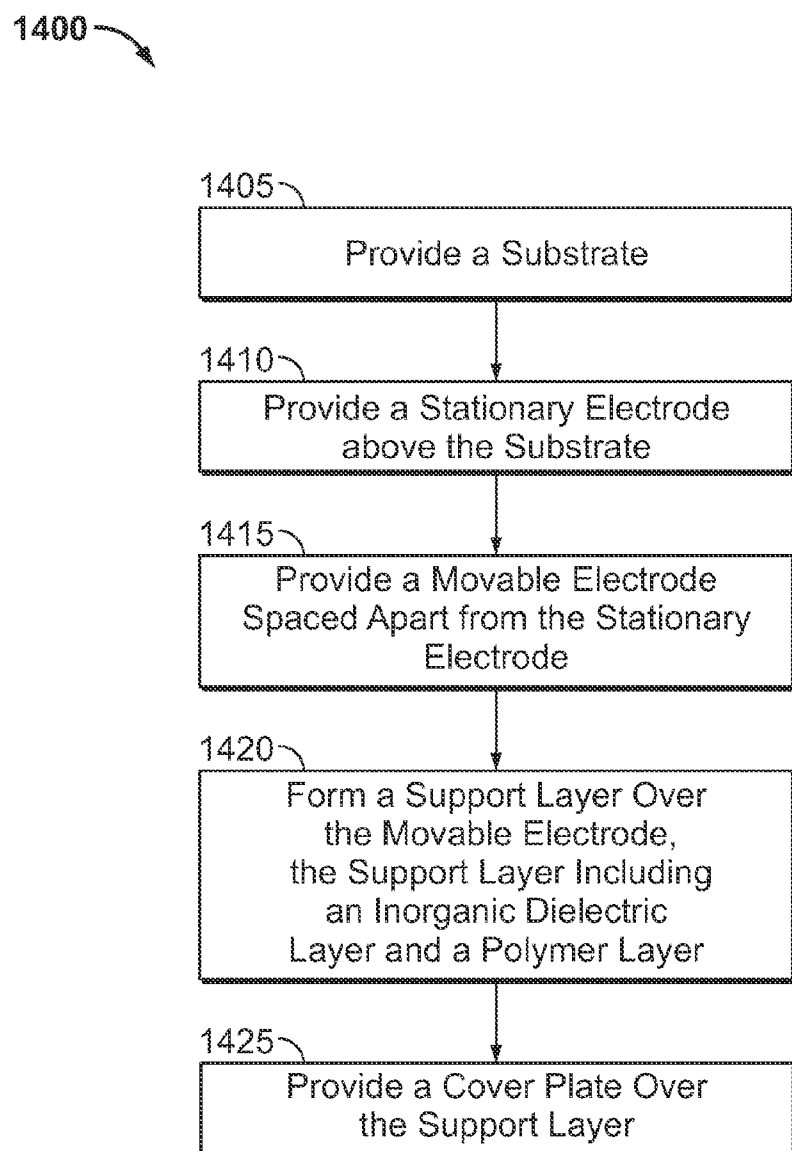 1400
1405
Provide a Substrate
1410
Provide a Stationary Electrode
above the Substrate
1415
Provide a Movable Electrode
Spaced Apart from the Stationary
Electrode
1420
Form a Support Layer Over
the Movable Electrode,
the Support Layer Including
an Inorganic Dielectric
Layer and a Polymer Layer
1425
Provide a Cover Plate Over
the Support Layer